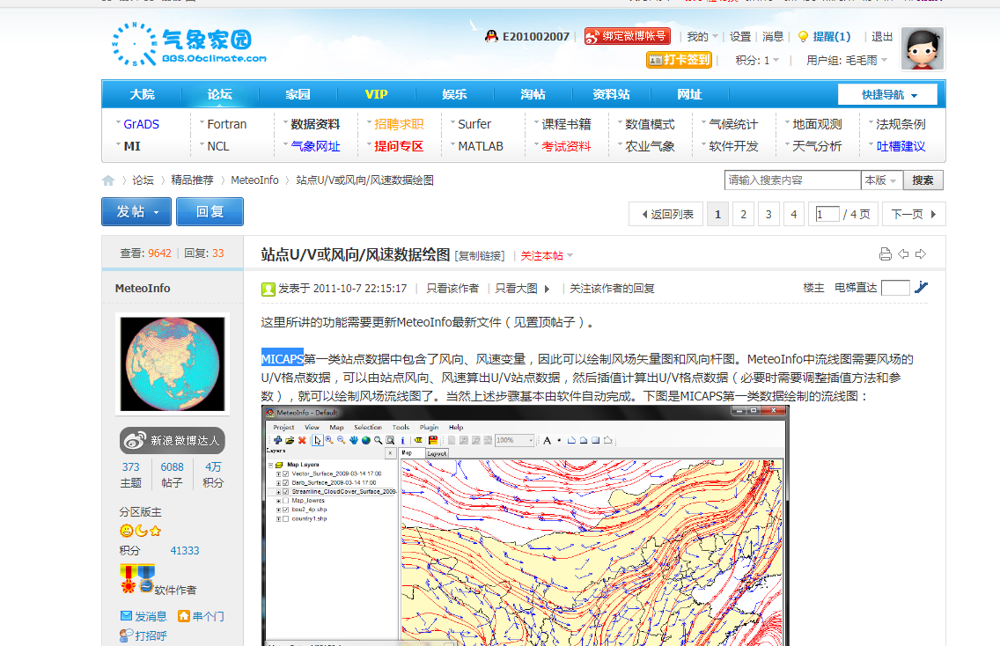 气象家园
BBS.06climate.com
E201002007 绑定微博帐号 我的 设置 消息 提醒(1) 退出
打卡签到 积分: 1 用户组: 毛毛雨
大院 论坛 家园 VIP 娱乐 淘帖 资料站 网址 快捷导航
GrADS Fortran 数据资料 招聘求职 Surfer 课程书籍 数值模式 气候统计 地面观测 法规条例
MI NCL 气象网址 提问专区 MATLAB 考试资料 农业气象 软件开发 天气分析 吐槽建议
论坛 精品推荐 MeteoInfo 站点U/V或风向/风速数据绘图 请输入搜索内容 本版 搜索
发帖 回复 返回列表 1 2 3 4 1 / 4 页 下一页
查看: 9642 回复: 33 站点U/V或风向/风速数据绘图 [复制链接] 关注本帖
MeteoInfo 发表于 2011-10-7 22:15:17 只看该作者 只看大图 关注该作者的回复 楼主 电梯直达
这里所讲的功能需要更新MeteoInfo最新文件（见置顶帖子）。
MICAPS第一类站点数据中包含了风向、风速变量，因此可以绘制风场矢量图和风向杆图。MeteoInfo中流线图需要风场的
U/V格点数据，可以由站点风向、风速算出U/V站点数据，然后插值计算出U/V格点数据（必要时需要调整插值方法和参
数），就可以绘制风场流线图了。当然上述步骤基本由软件自动完成。下图是MICAPS第一类数据绘制的流线图：
新浪微博达人
373 6088 4万
主题 帖子 积分
分区版主
积分 41333
软件作者
发消息 串个门
打招呼
MeteoInfo - Default
Project View Map Selection Tools Plugin Help
100%
Layers Map Layout
Map Layers
Vector_Surface_2009-03-14 17:00
Barb_Surface_2009-03-14 17:00
Streamline_CloudCover_Surface_2009-
Map_lowres
bou2_4p.shp
country1.shp